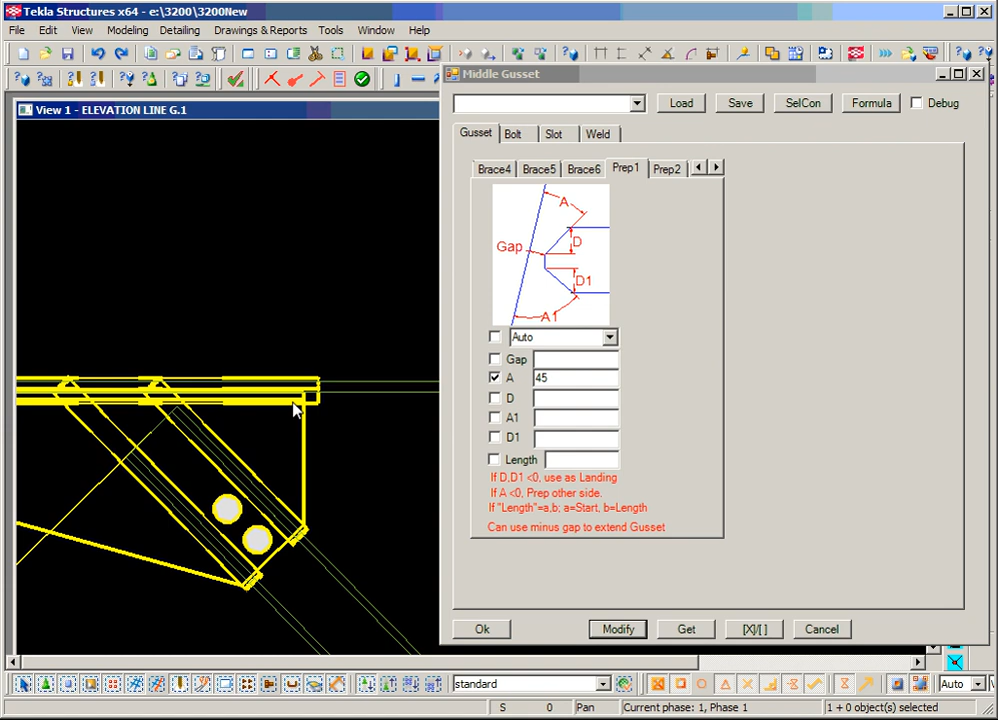 Tekla Structures x64 - e:\3200\3200New
File Edit View Modeling Detailing Drawings & Reports Tools Window Help
View 1 - ELEVATION LINE G.1
Middle Gusset
Load Save SelCon Formula Debug
Gusset Bolt Slot Weld
Brace4 Brace5 Brace6 Prep1 Prep2
A
Gap
D
D1
A1
Auto
Gap
A 45
D
A1
D1
Length
If D,D1 <0, use as Landing
If A <0, Prep other side.
If "Length"=a,b; a=Start, b=Length
Can use minus gap to extend Gusset
Ok Modify Get [X]/[ ] Cancel
standard
Auto
S 0 Pan Current phase: 1, Phase 1 1 + 0 object(s) selected